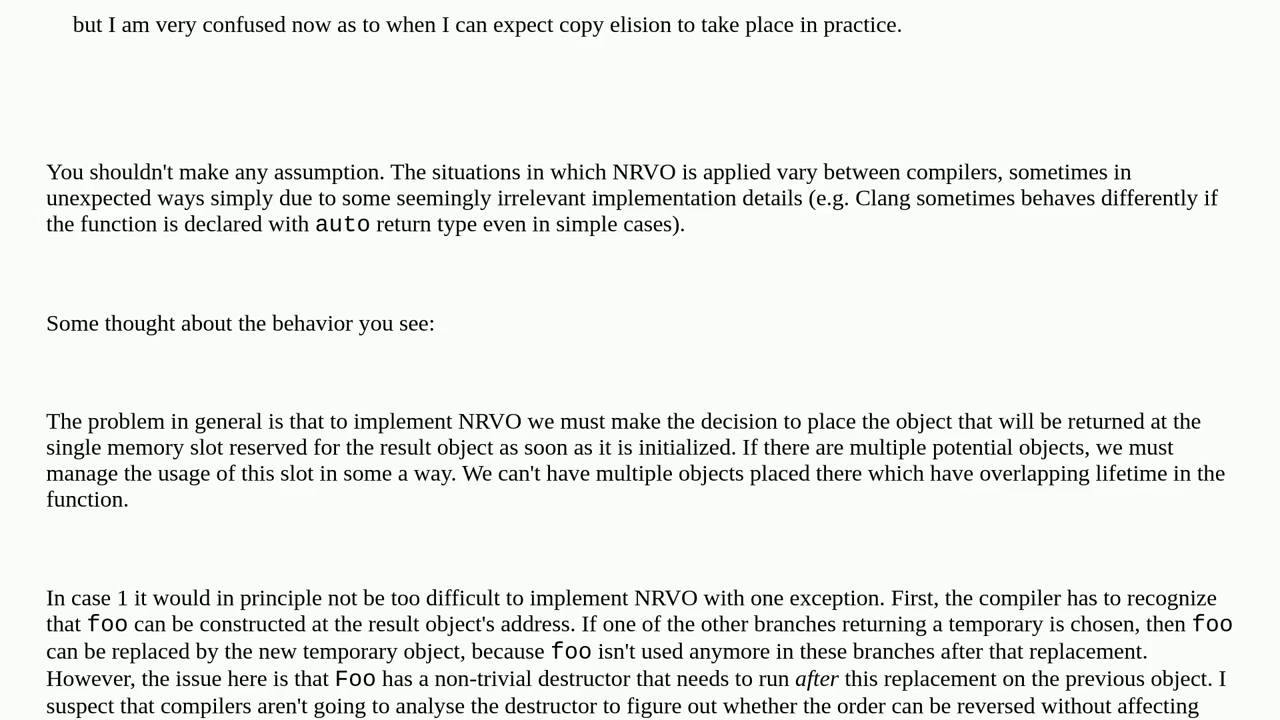 but I am very confused now as to when I can expect copy elision to take place in practice.
You shouldn't make any assumption. The situations in which NRVO is applied vary between compilers, sometimes in
unexpected ways simply due to some seemingly irrelevant implementation details (e.g. Clang sometimes behaves differently if
the function is declared with auto return type even in simple cases).
Some thought about the behavior you see:
The problem in general is that to implement NRVO we must make the decision to place the object that will be returned at the
single memory slot reserved for the result object as soon as it is initialized. If there are multiple potential objects, we must
manage the usage of this slot in some a way. We can't have multiple objects placed there which have overlapping lifetime in the
function.
In case 1 it would in principle not be too difficult to implement NRVO with one exception. First, the compiler has to recognize
that foo can be constructed at the result object's address. If one of the other branches returning a temporary is chosen, then foo
can be replaced by the new temporary object, because foo isn't used anymore in these branches after that replacement.
However, the issue here is that Foo has a non-trivial destructor that needs to run after this replacement on the previous object. I
suspect that compilers aren't going to analyse the destructor to figure out whether the order can be reversed without affecting